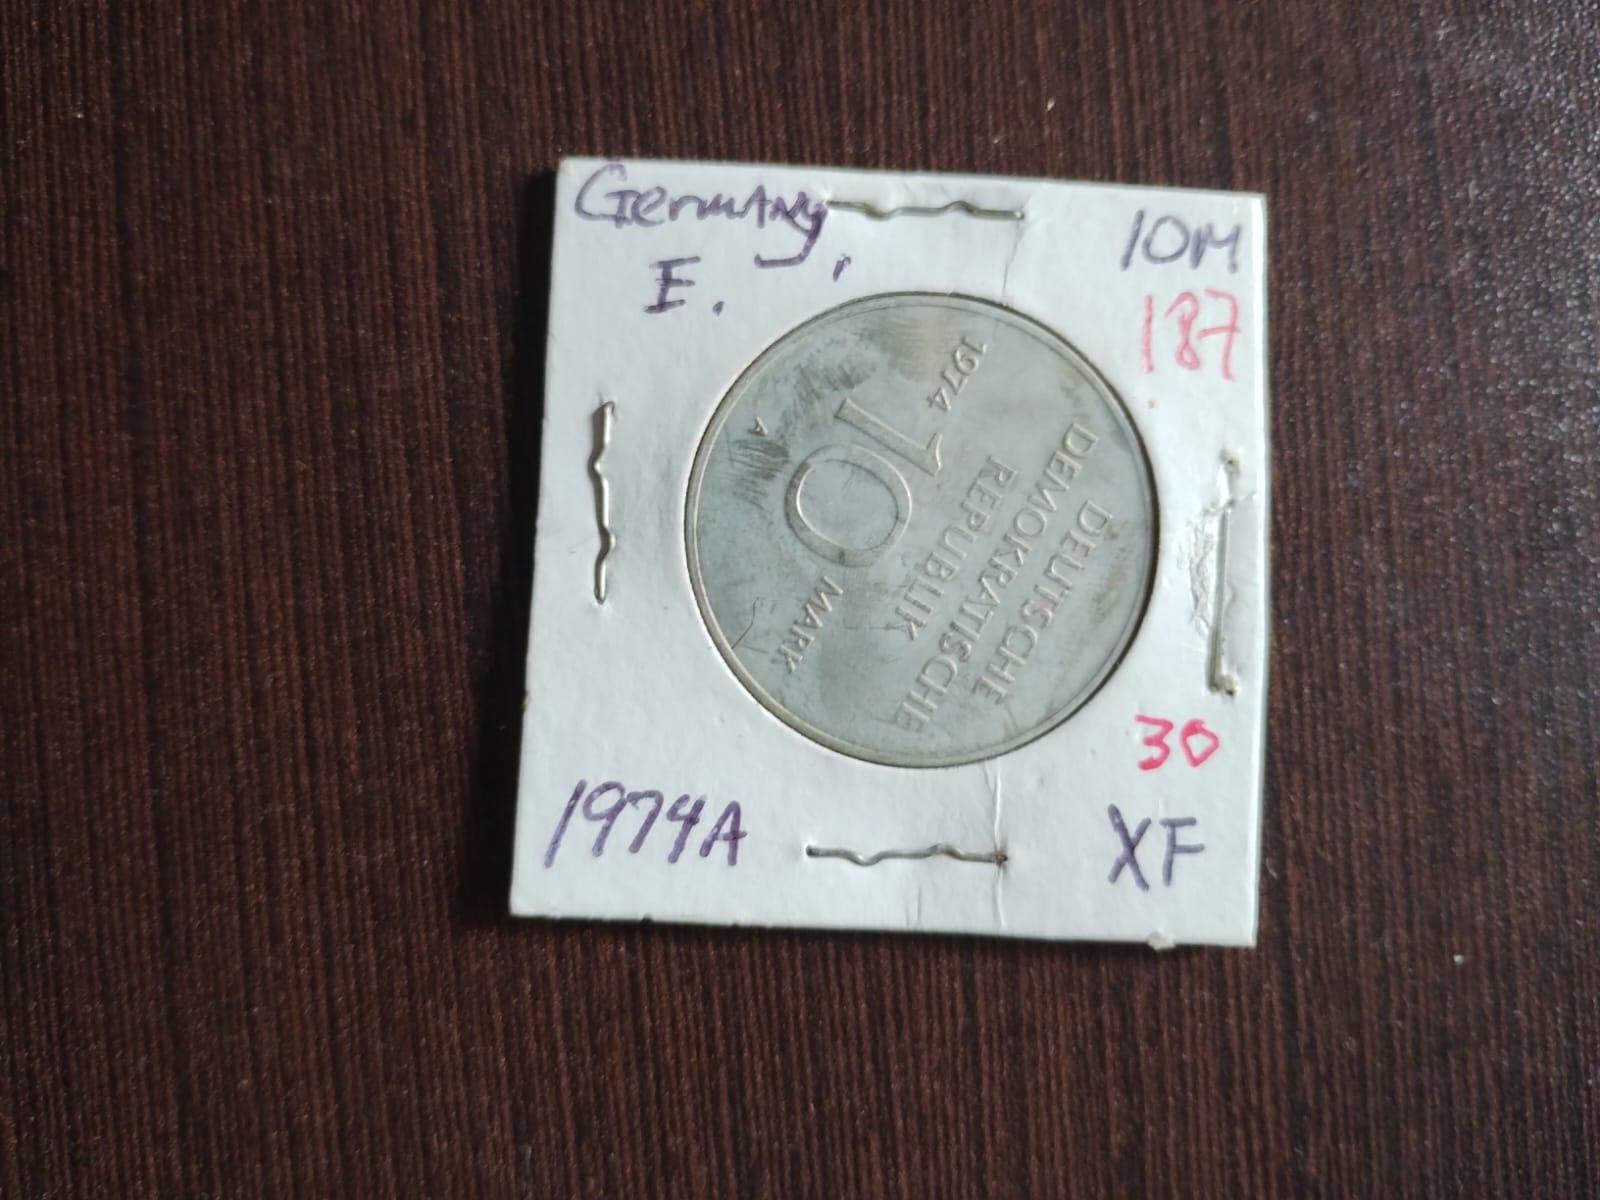 Germany,
E.
10M
187
1974
A
10
MARK
DEUTSCHE
DEMOKRATISCHE
REPUBLIK
30
1974A
XF